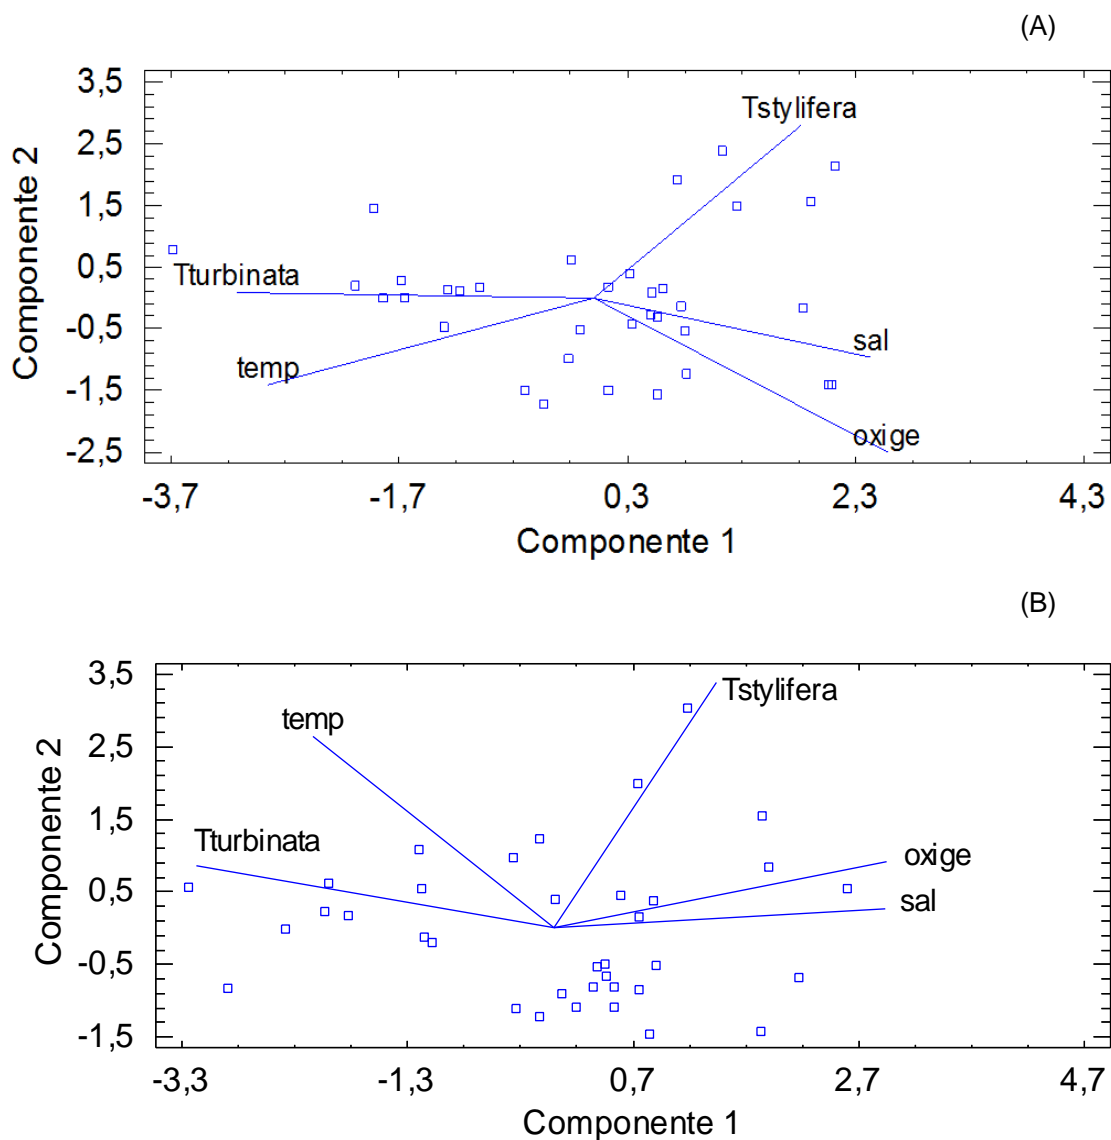 (A)
Componente 2
3,5
2,5
1,5
0,5
-0,5
-1,5
-2,5
Tstylifera
Tturbinata
temp
sal
oxige
-3,7 -1,7 0,3 2,3 4,3
Componente 1
(B)
Componente 2
3,5
2,5
1,5
0,5
-0,5
-1,5
Tstylifera
temp
Tturbinata
oxige
sal
-3,3 -1,3 0,7 2,7 4,7
Componente 1